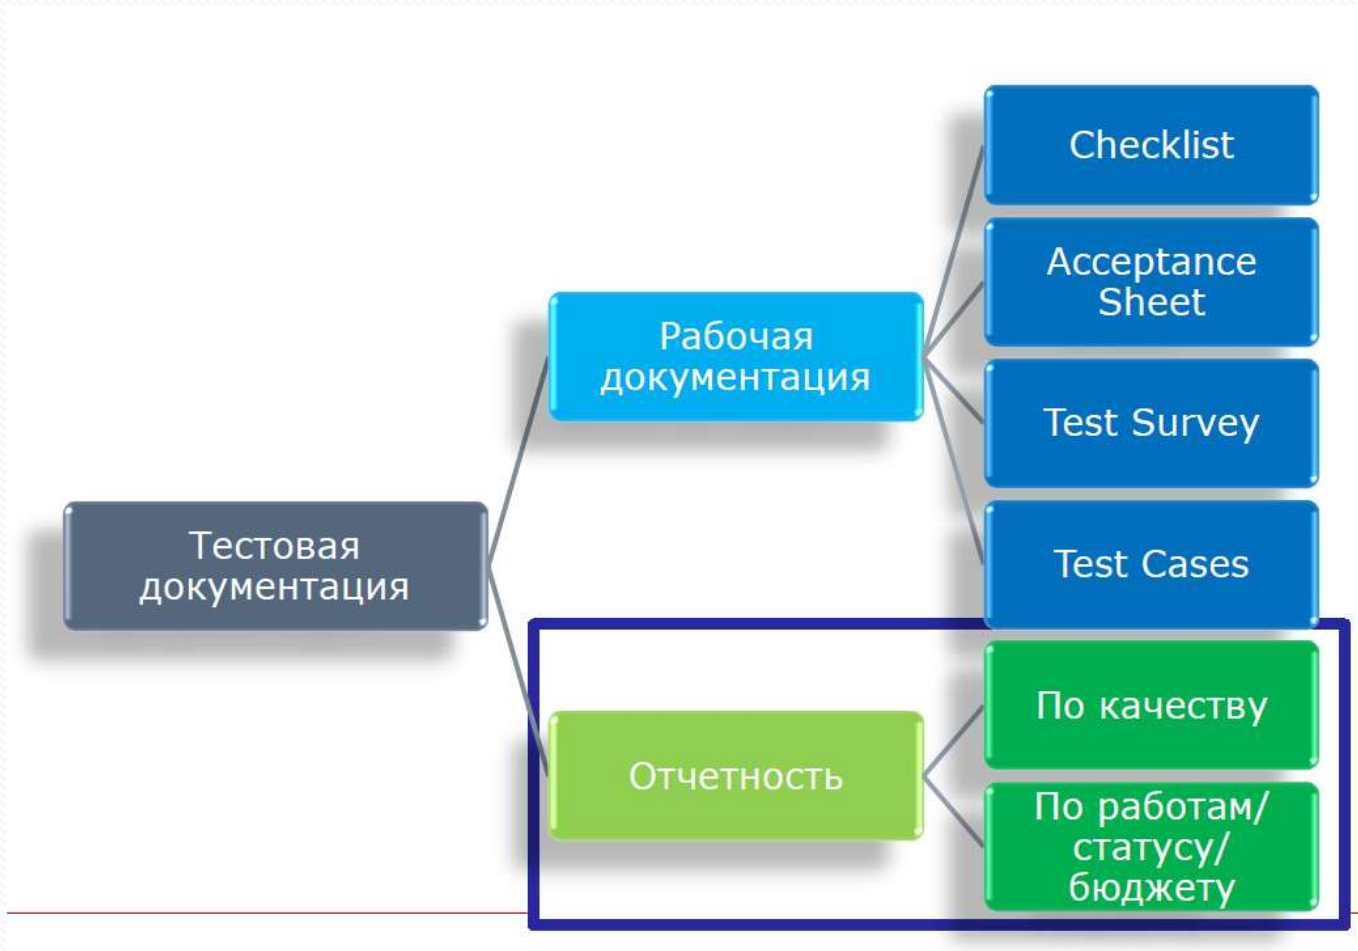 Checklist
Acceptance
Sheet
Рабочая
документация
Test Survey
Test Cases
Тестовая
документация
По качеству
Отчетность
По работам/
статусу/
бюджету